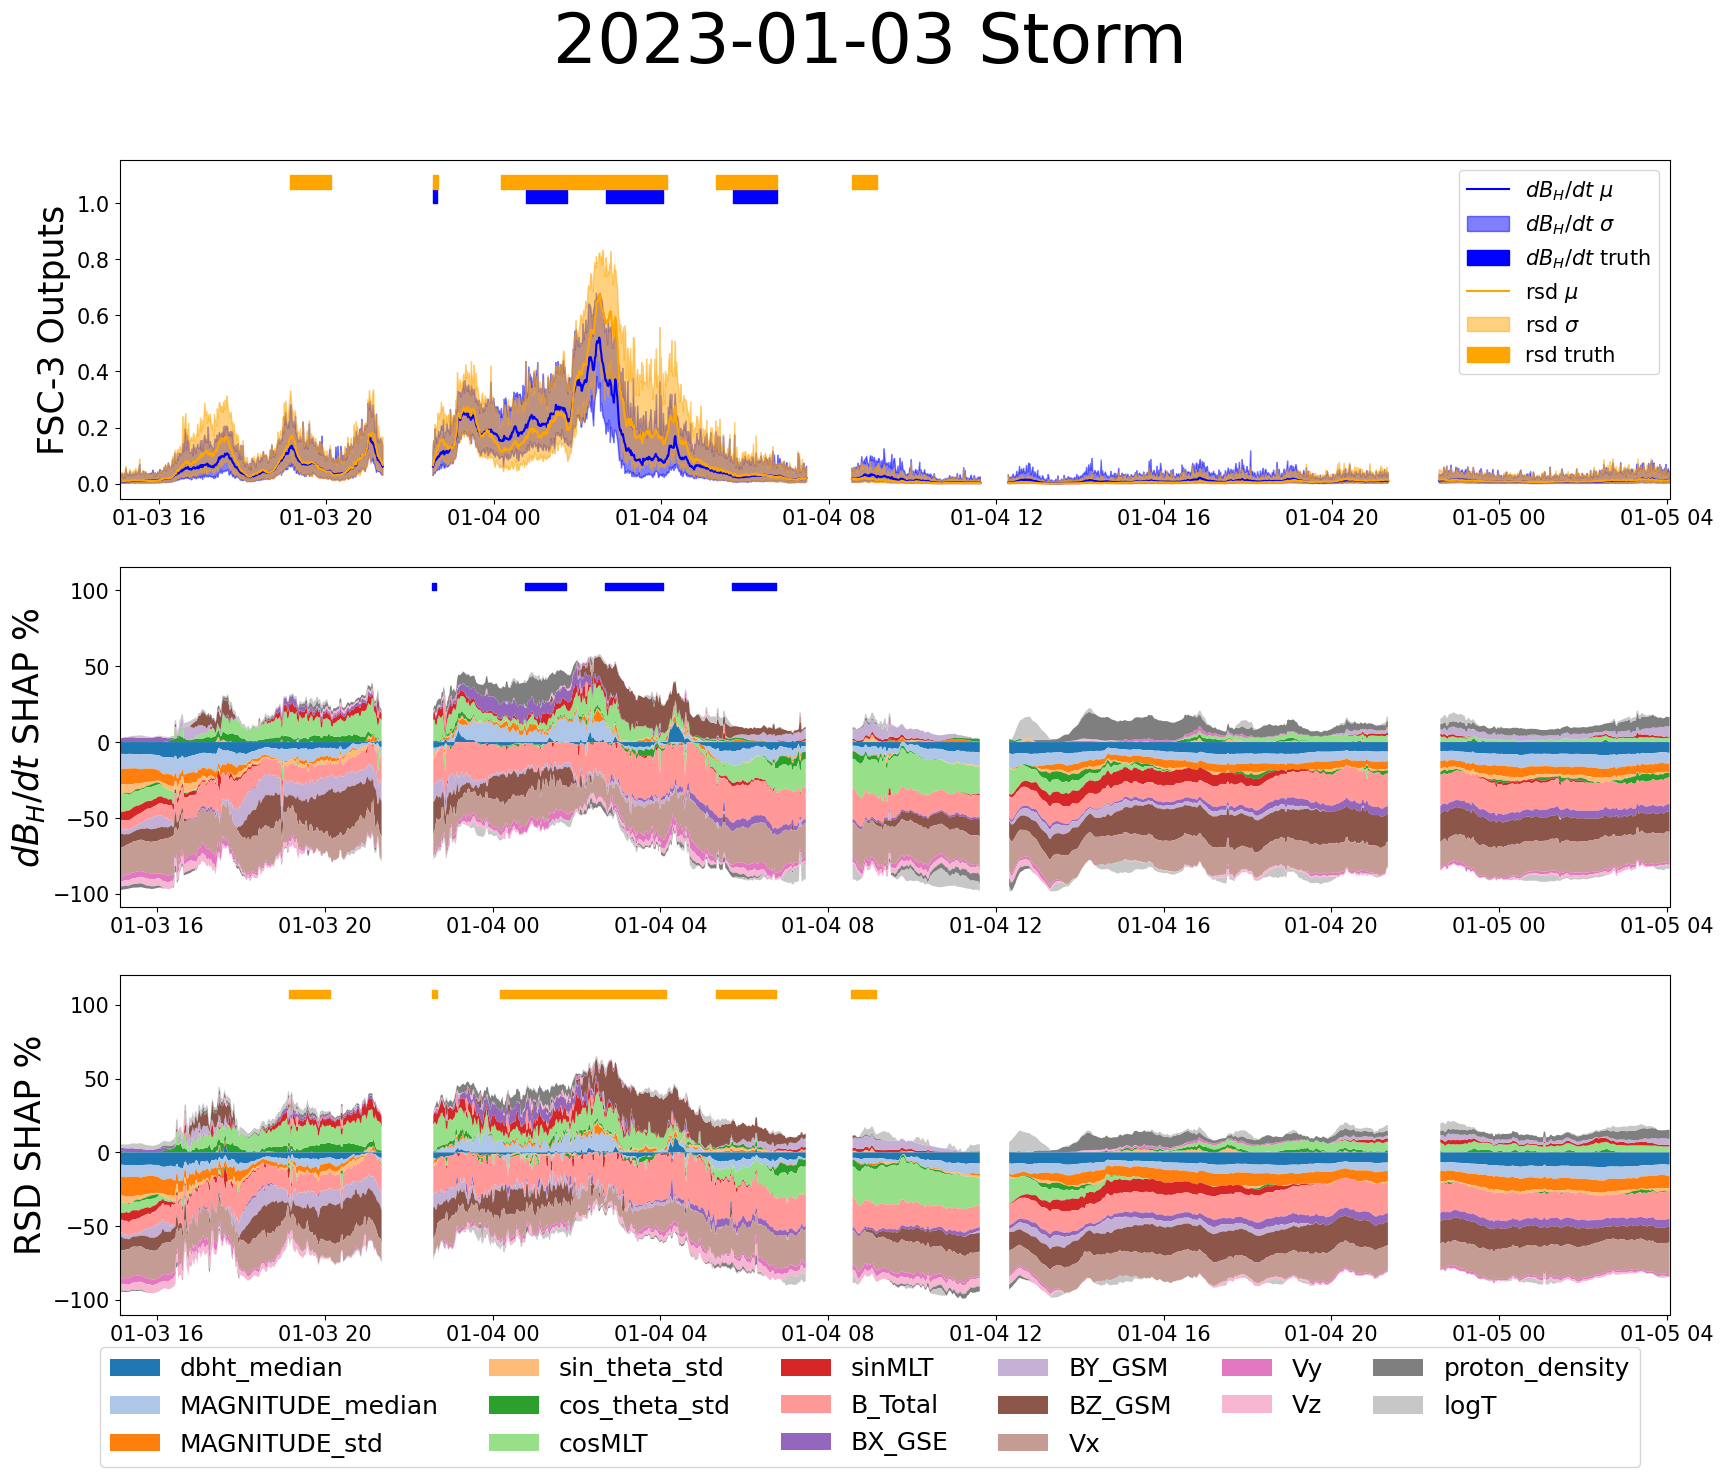 2023-01-03 Storm
FSC-3 Outputs
1.0
0.8
0.6
0.4
0.2
0.0
dB_H/dt μ
dB_H/dt σ
dB_H/dt truth
rsd μ
rsd σ
rsd truth
01-03 16 01-03 20 01-04 00 01-04 04 01-04 08 01-04 12 01-04 16 01-04 20 01-05 00 01-05 04
dB_H/dt SHAP %
100
50
0
−50
−100
01-03 16 01-03 20 01-04 00 01-04 04 01-04 08 01-04 12 01-04 16 01-04 20 01-05 00 01-05 04
RSD SHAP %
100
50
0
−50
−100
01-03 16 01-03 20 01-04 00 01-04 04 01-04 08 01-04 12 01-04 16 01-04 20 01-05 00 01-05 04
dbht_median sin_theta_std sinMLT BY_GSM Vy proton_density
MAGNITUDE_median cos_theta_std B_Total BZ_GSM Vz logT
MAGNITUDE_std cosMLT BX_GSE Vx